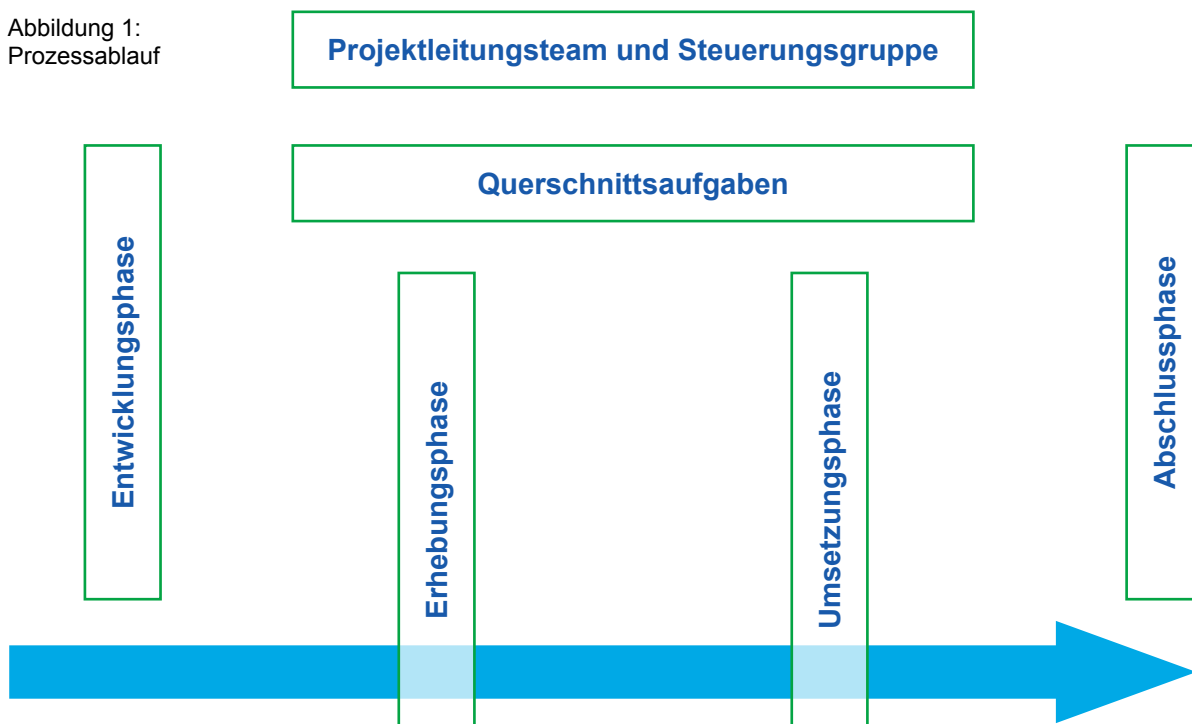 Abbildung 1:
Prozessablauf
Projektleitungsteam und Steuerungsgruppe
Querschnittsaufgaben
Entwicklungsphase
Erhebungsphase
Umsetzungsphase
Abschlussphase